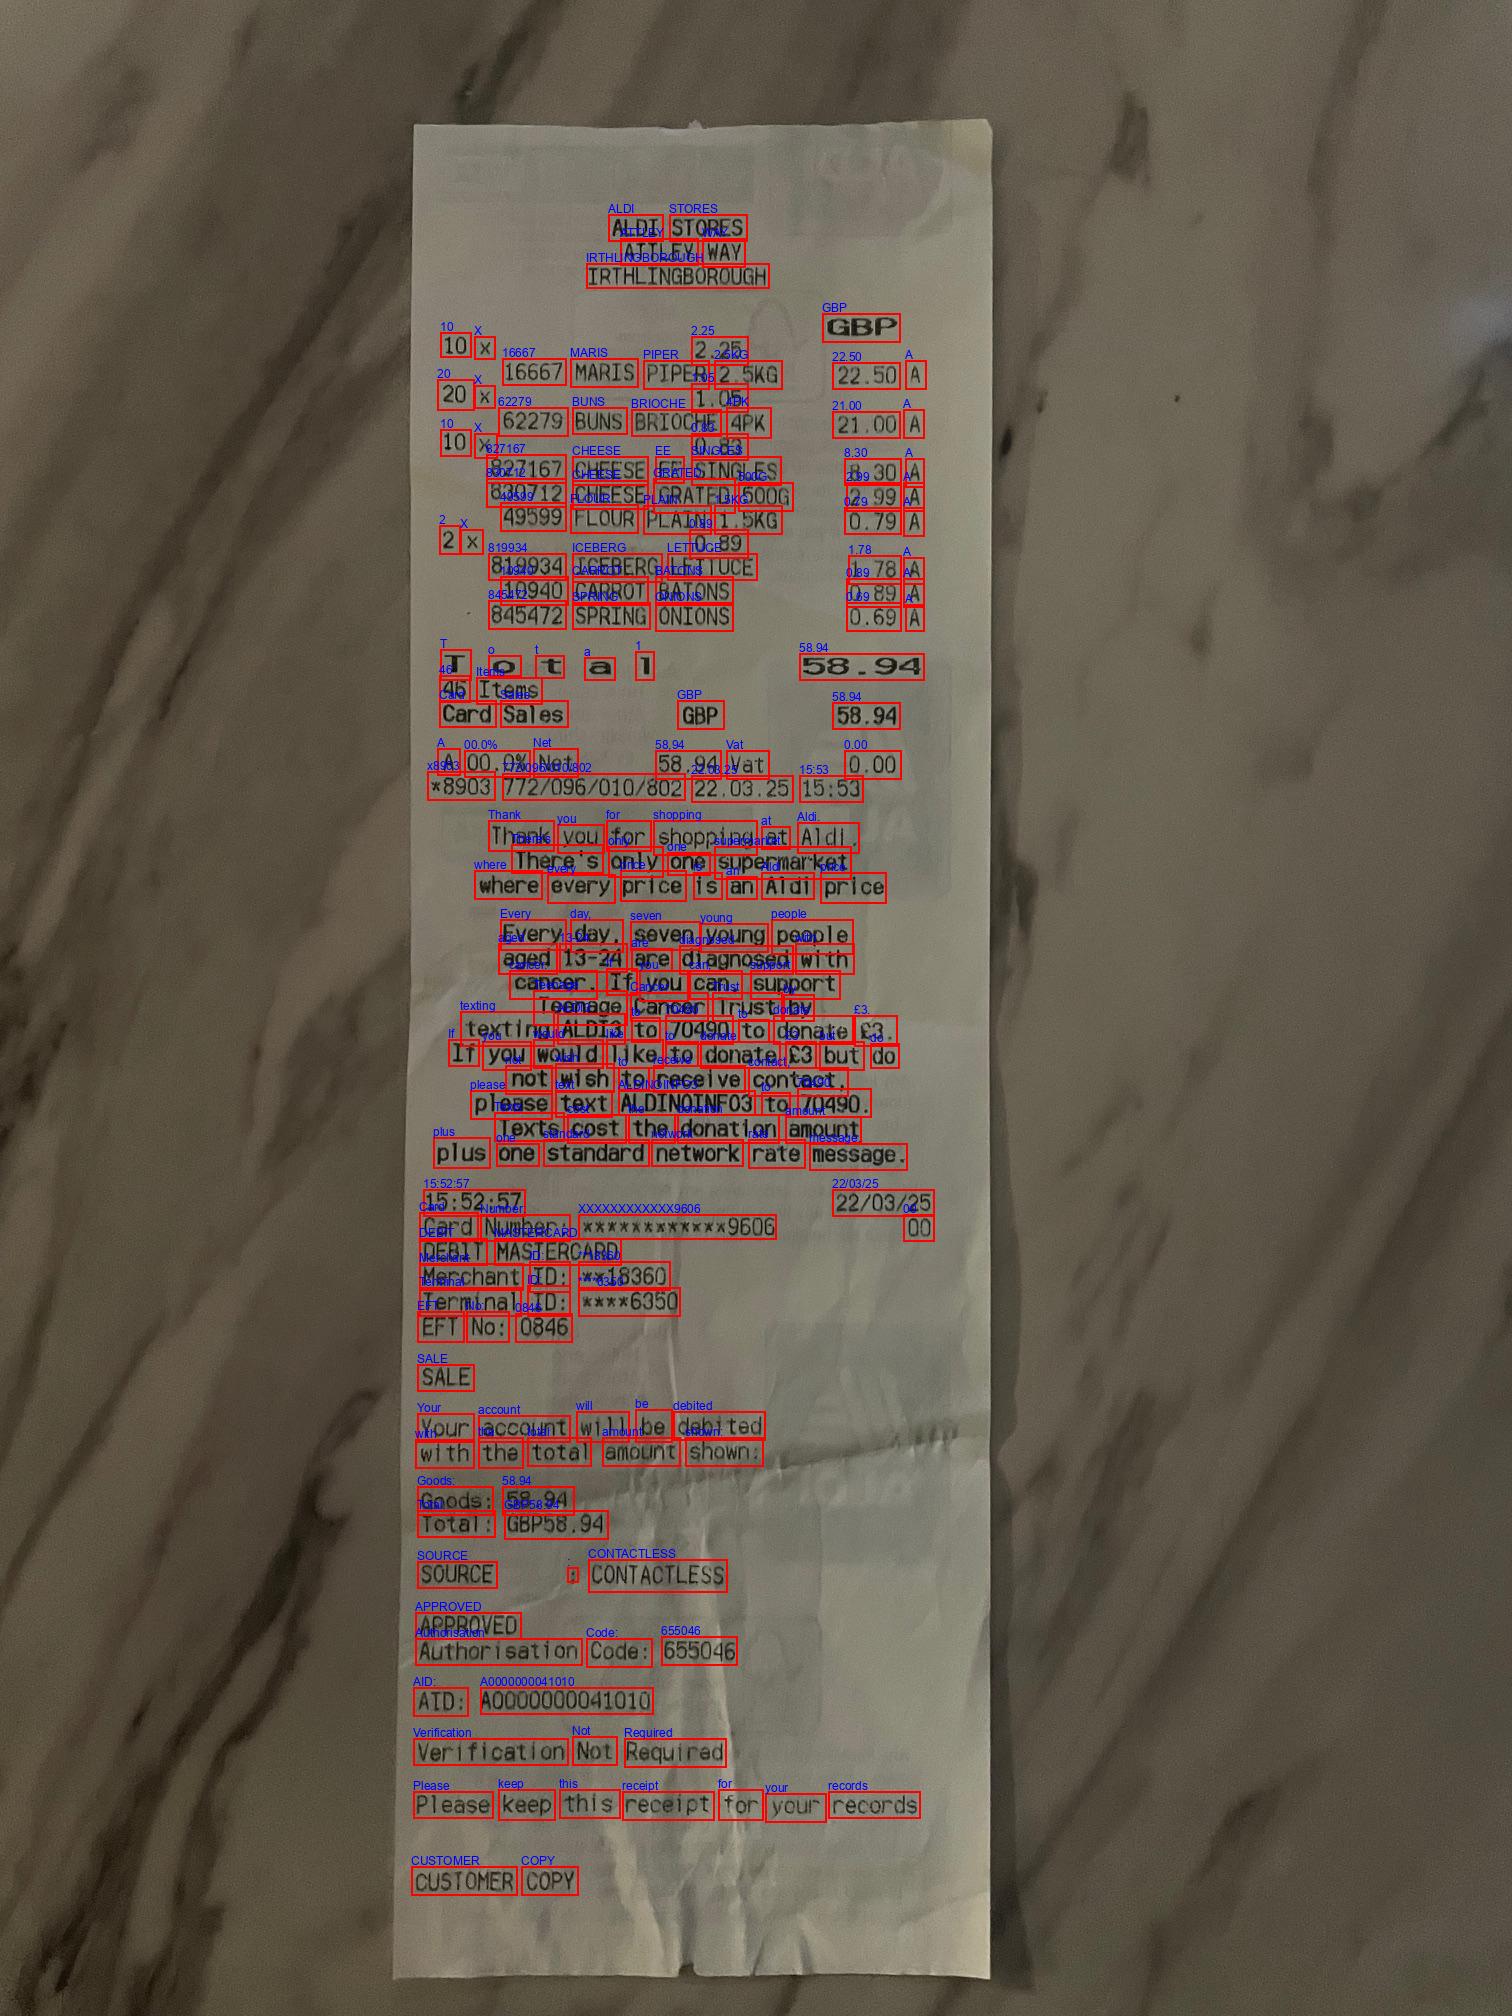 ALDI STORES
ATTLEY WAY
IRTHLINGBOROUGH
GBP
10 x 2.25
16667 MARIS PIPER 2.5KG 22.50 A
20 x 1.05
62279 BUNS BRIOCHE 4PK 21.00 A
10 x 0.83
827167 CHEESE EE SINGLES 8.30 A
830712 CHEESE GRATED 500G 2.99 A
49599 FLOUR PLAIN 1.5KG 0.79 A
2 x 0.89
819934 ICEBERG LETTUCE 1.78 A
10940 CARROT BATONS 0.89 A
845472 SPRING ONIONS 0.69 A
Total 58.94
46 Items
Card Sales GBP 58.94
A 00.0% Net 58.94 Vat 0.00
*8903 772/096/010/802 22.03.25 15:53
Thank you for shopping at Aldi.
There's only one supermarket
where every price is an Aldi price
Every day, seven young people
aged 13-24 are diagnosed with
cancer. If you can, support
Teenage Cancer Trust by
texting ALDI3 to 70490 to donate £3.
If you would like to donate £3 but do
not wish to receive contact,
please text ALDINOINFO3 to 70490.
Texts cost the donation amount
plus one standard network rate message.
15:52:57 22/03/25
Card Number: ************9606 00
DEBIT MASTERCARD
Merchant ID: **18360
Terminal ID: ****6350
EFT No: 0846
SALE
Your account will be debited
with the total amount shown:
Goods: 58.94
Total: GBP58.94
SOURCE : CONTACTLESS
APPROVED
Authorisation Code: 655046
AID: A0000000041010
Verification Not Required
Please keep this receipt for your records
CUSTOMER COPY